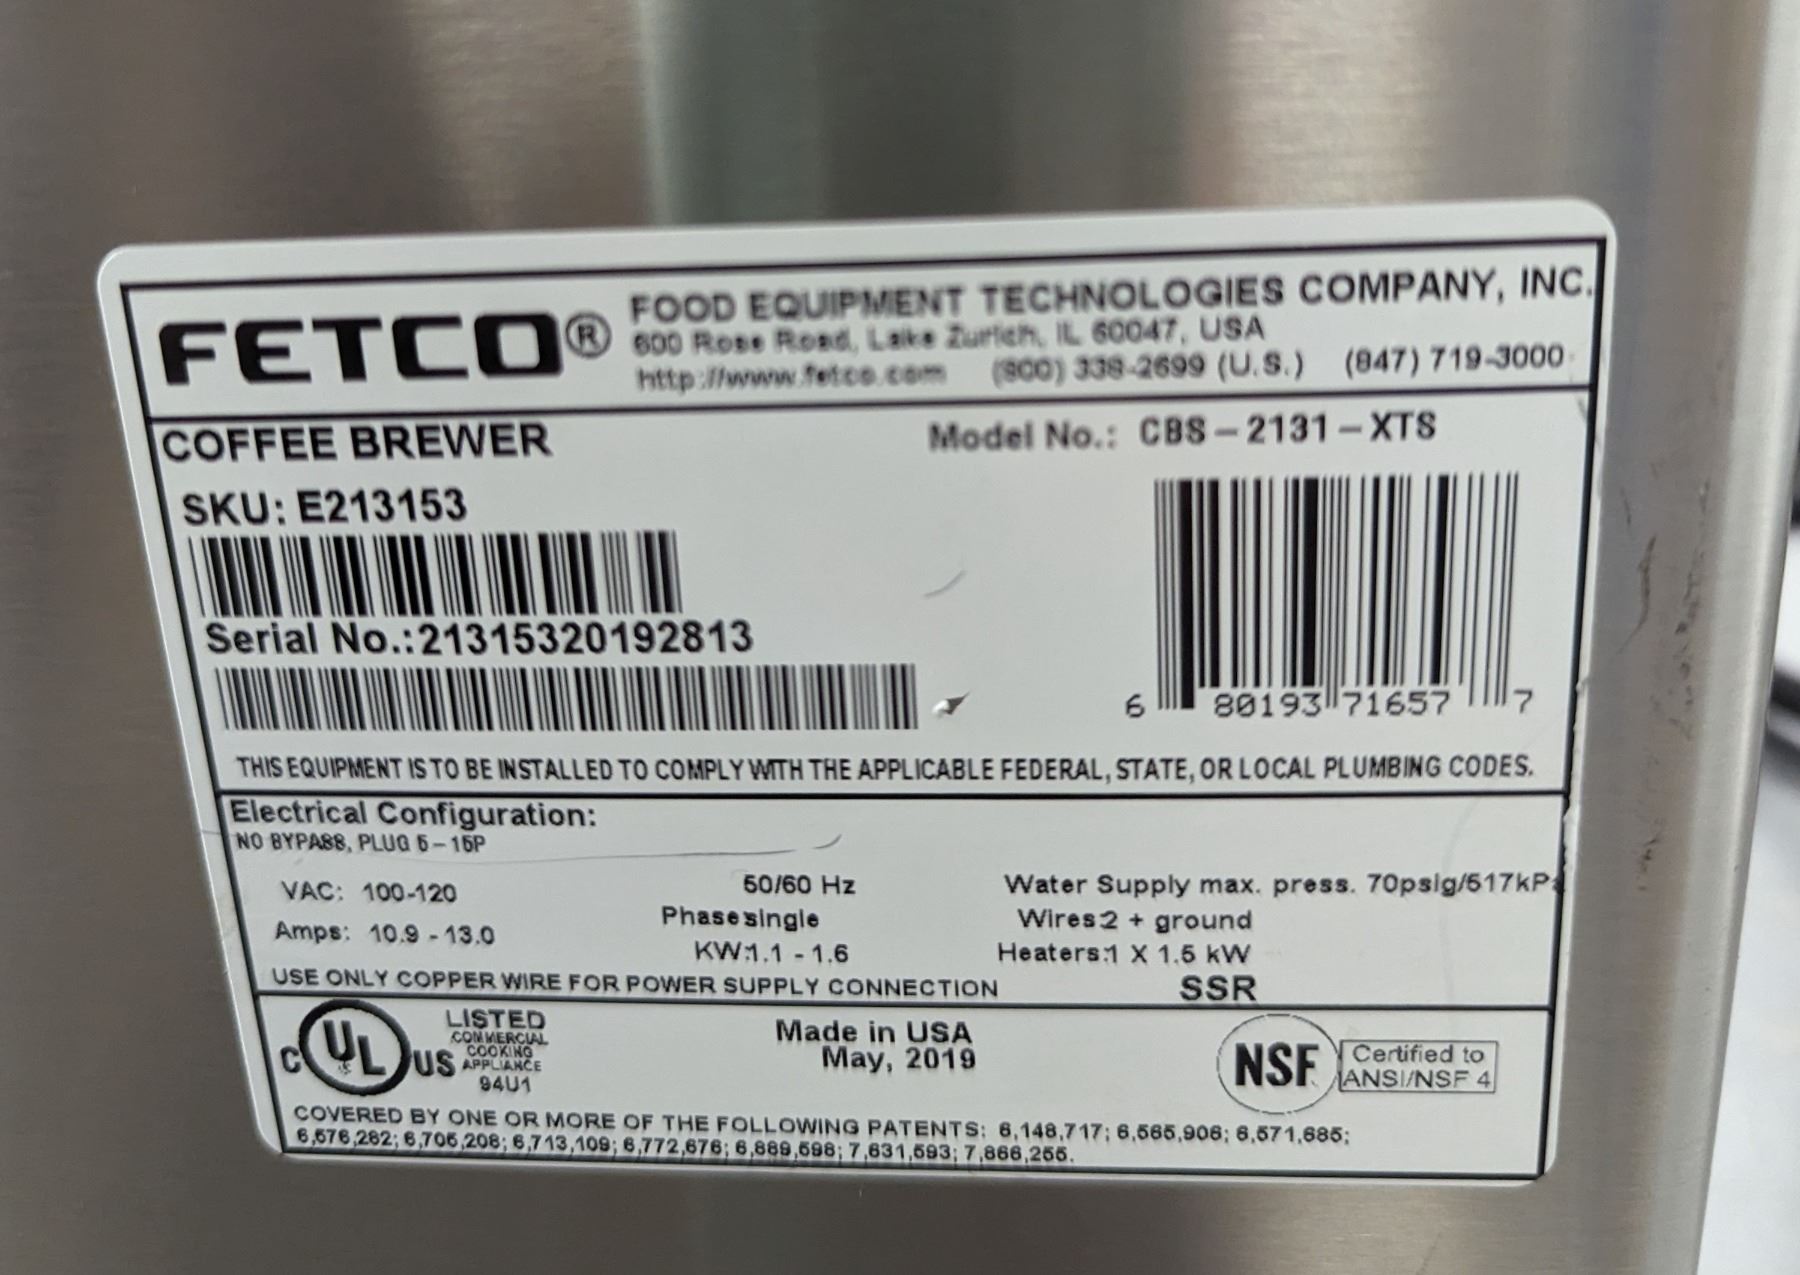 FETCO®
FOOD EQUIPMENT TECHNOLOGIES COMPANY, INC.
600 Rose Road, Lake Zurich, IL 60047, USA
http://www.fetco.com (800) 338-2699 (U.S.) (847) 719-3000
COFFEE BREWER
Model No.: CBS-2131-XTS
SKU: E213153
Serial No.:21315320192813
6 80193 71657 7
THIS EQUIPMENT IS TO BE INSTALLED TO COMPLY WITH THE APPLICABLE FEDERAL, STATE, OR LOCAL PLUMBING CODES.
Electrical Configuration:
NO BYPASS, PLUG 5-15P
VAC: 100-120
50/60 Hz
Water Supply max. press. 70psig/517kPa
Amps: 10.9 - 13.0
Phase:single
Wires:2 + ground
KW:1.1 - 1.6
Heaters:1 X 1.5 kW
USE ONLY COPPER WIRE FOR POWER SUPPLY CONNECTION
SSR
C UL US
LISTED
COMMERCIAL
COOKING
APPLIANCE
94U1
Made in USA
May, 2019
NSF
Certified to
ANSI/NSF 4
COVERED BY ONE OR MORE OF THE FOLLOWING PATENTS: 6,148,717; 6,565,906; 6,571,685;
6,576,282; 6,705,208; 6,713,109; 6,772,676; 6,889,598; 7,631,593; 7,866,255.